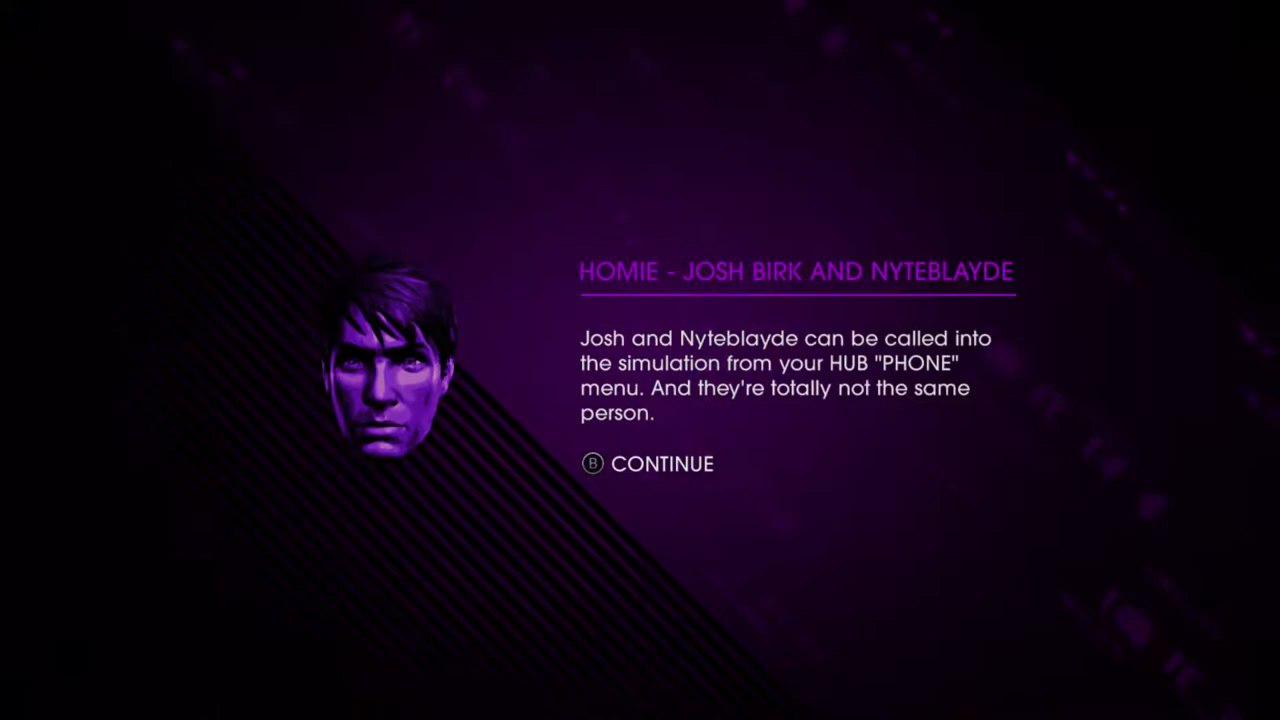 HOMIE - JOSH BIRK AND NYTEBLAYDE
Josh and Nyteblayde can be called into
the simulation from your HUB "PHONE"
menu. And they're totally not the same
person.
B CONTINUE